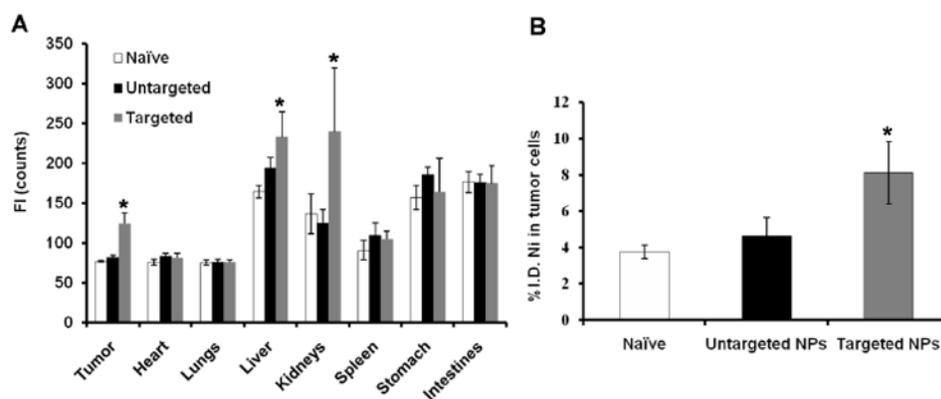 A
FI (counts)
350
300
250
200
150
100
50
0
Naïve
Untargeted
Targeted
*
*
*
Tumor
Heart
Lungs
Liver
Kidneys
Spleen
Stomach
Intestines
B
% I.D. Ni in tumor cells
12
10
8
6
4
2
0
*
Naïve
Untargeted NPs
Targeted NPs